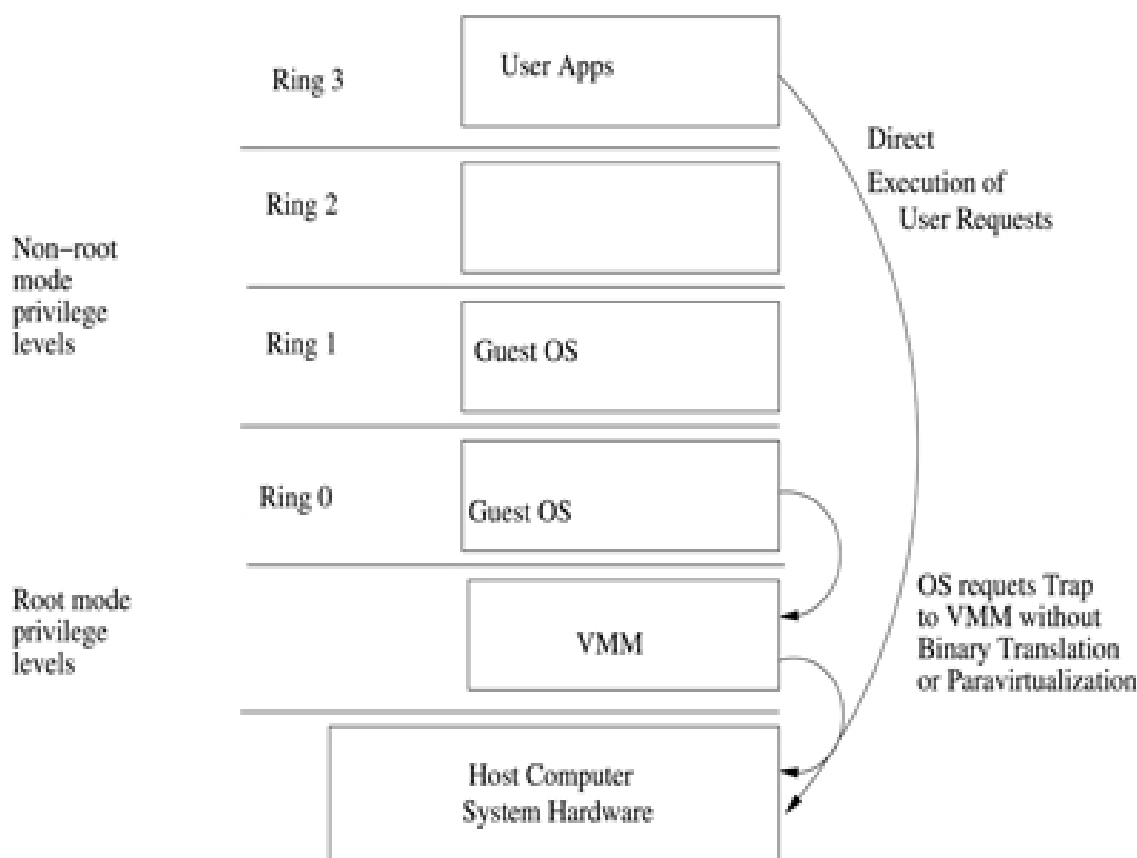 Ring 3
User Apps
Direct
Execution of
User Requests
Ring 2
Non-root
mode
privilege
levels
Ring 1
Guest OS
Ring 0
Guest OS
Root mode
privilege
levels
VMM
OS requets Trap
to VMM without
Binary Translation
or Paravirtualization
Host Computer
System Hardware